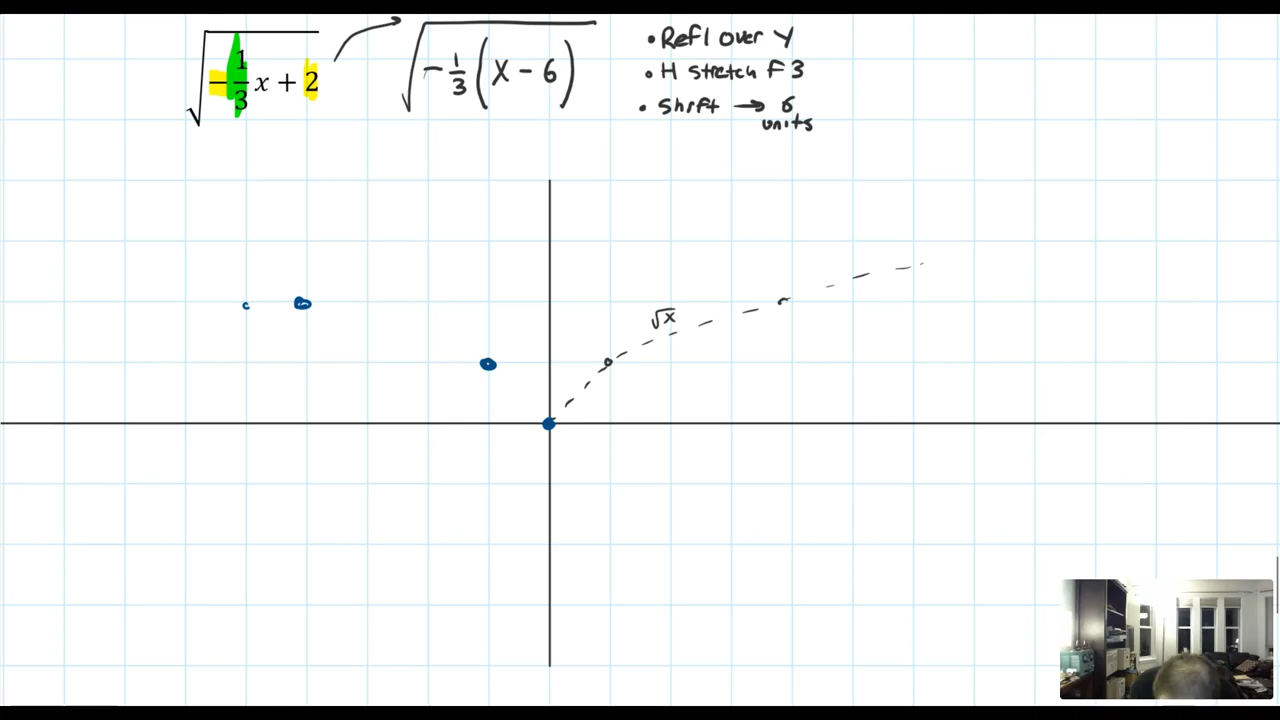 √(-1/3 x + 2)
√(-1/3 (x - 6))
• Refl over y
• H stretch F 3
• Shift → 6
units
√x